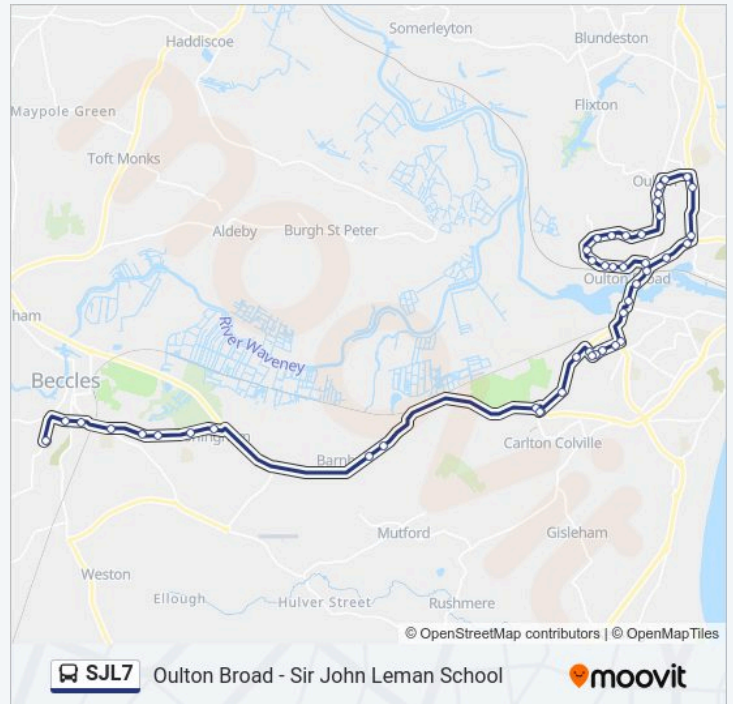 Somerleyton
Haddiscoe
Blundeston
Maypole Green
Flixton
Toft Monks
Oul
Aldeby
Burgh St Peter
Oulton Broad
ham
River Waveney
Beccles
Carlton Colville
Barnb
Mutford
Gisleham
Weston
Ellough
Hulver Street
Rushmere
moovit
© OpenStreetMap contributors | © OpenMapTiles
SJL7 Oulton Broad - Sir John Leman School
moovit